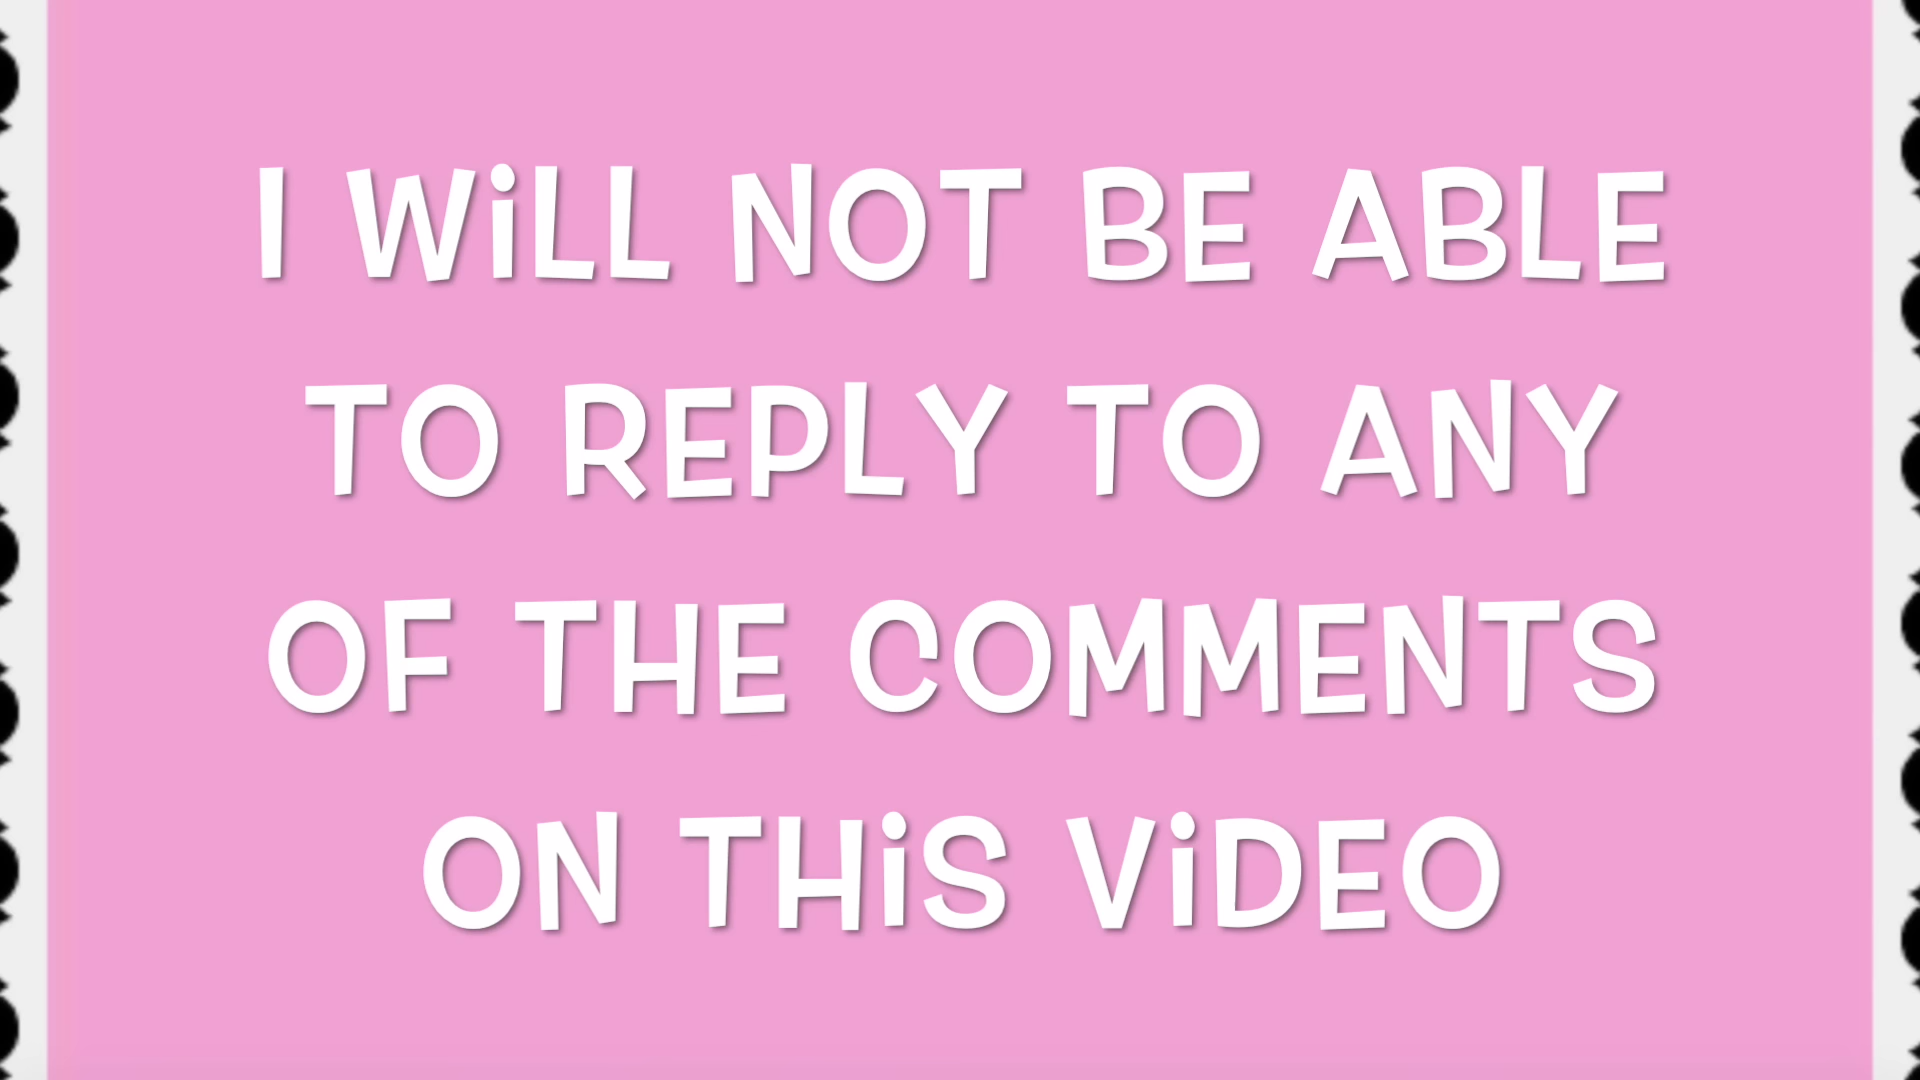 I WiLL NOT BE ABLE
TO REPLY TO ANY
OF THE COMMENTS
ON THiS ViDEO